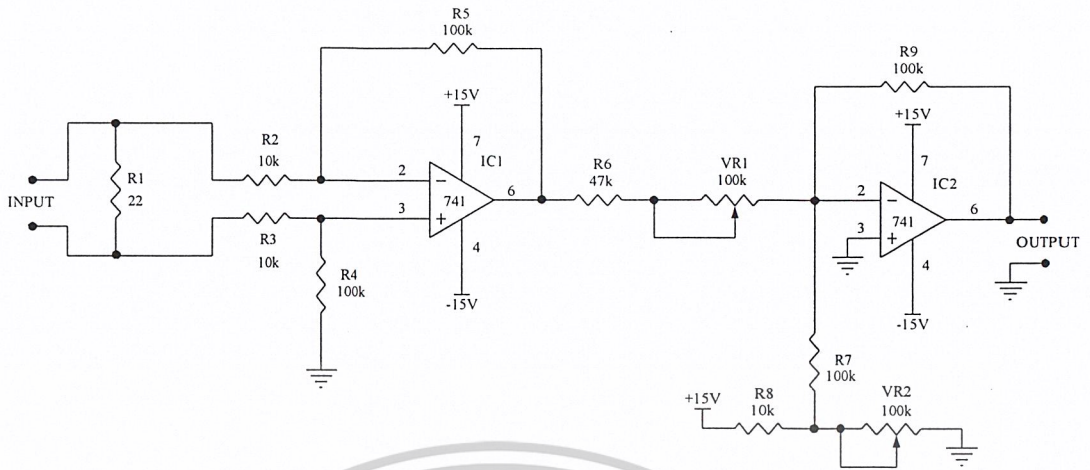 R5
100k
R9
100k
+15V
+15V
7
IC1
R2
10k
2
−
741
6
3
+
4
-15V
R1
22
INPUT
R3
10k
R4
100k
R6
47k
VR1
100k
7
IC2
2
−
741
6
3
+
4
-15V
OUTPUT
R7
100k
+15V
R8
10k
VR2
100k